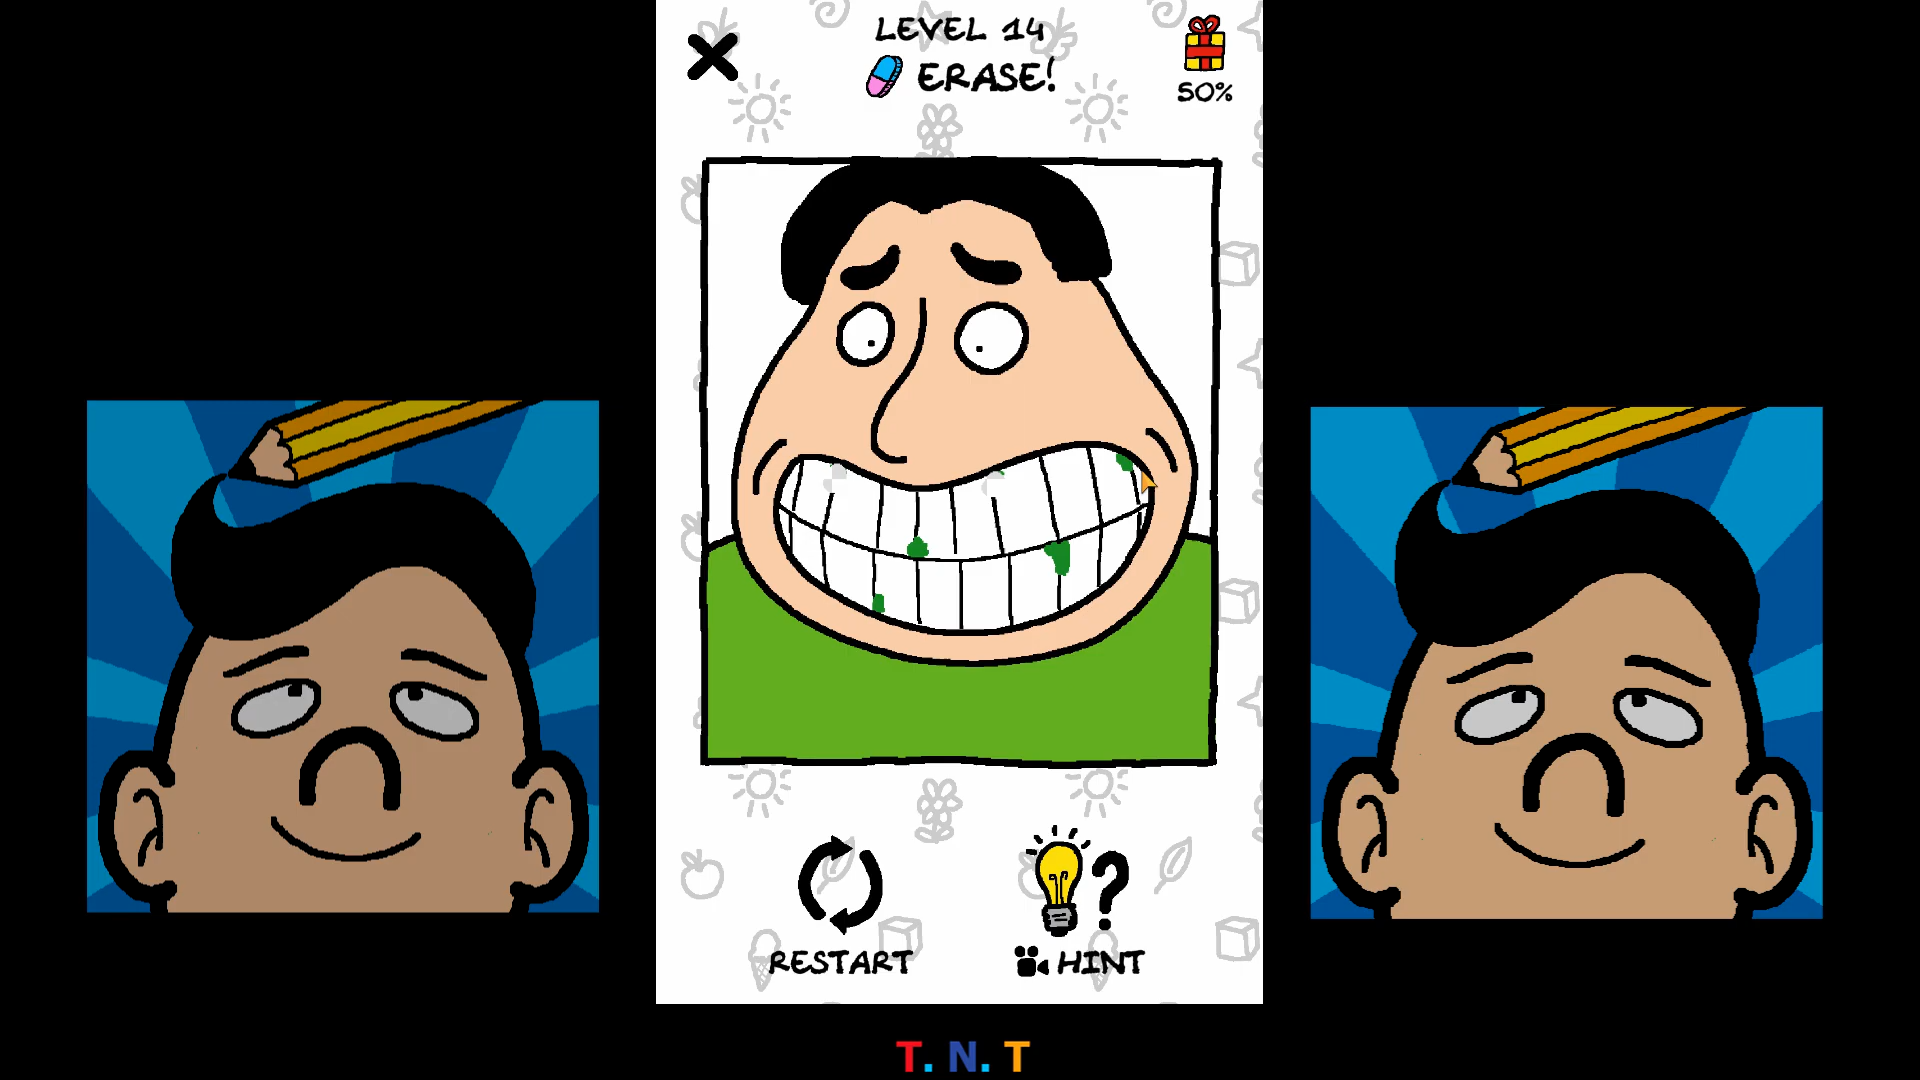 LEVEL 14
ERASE!
50%
RESTART
?
HINT
T. N. T